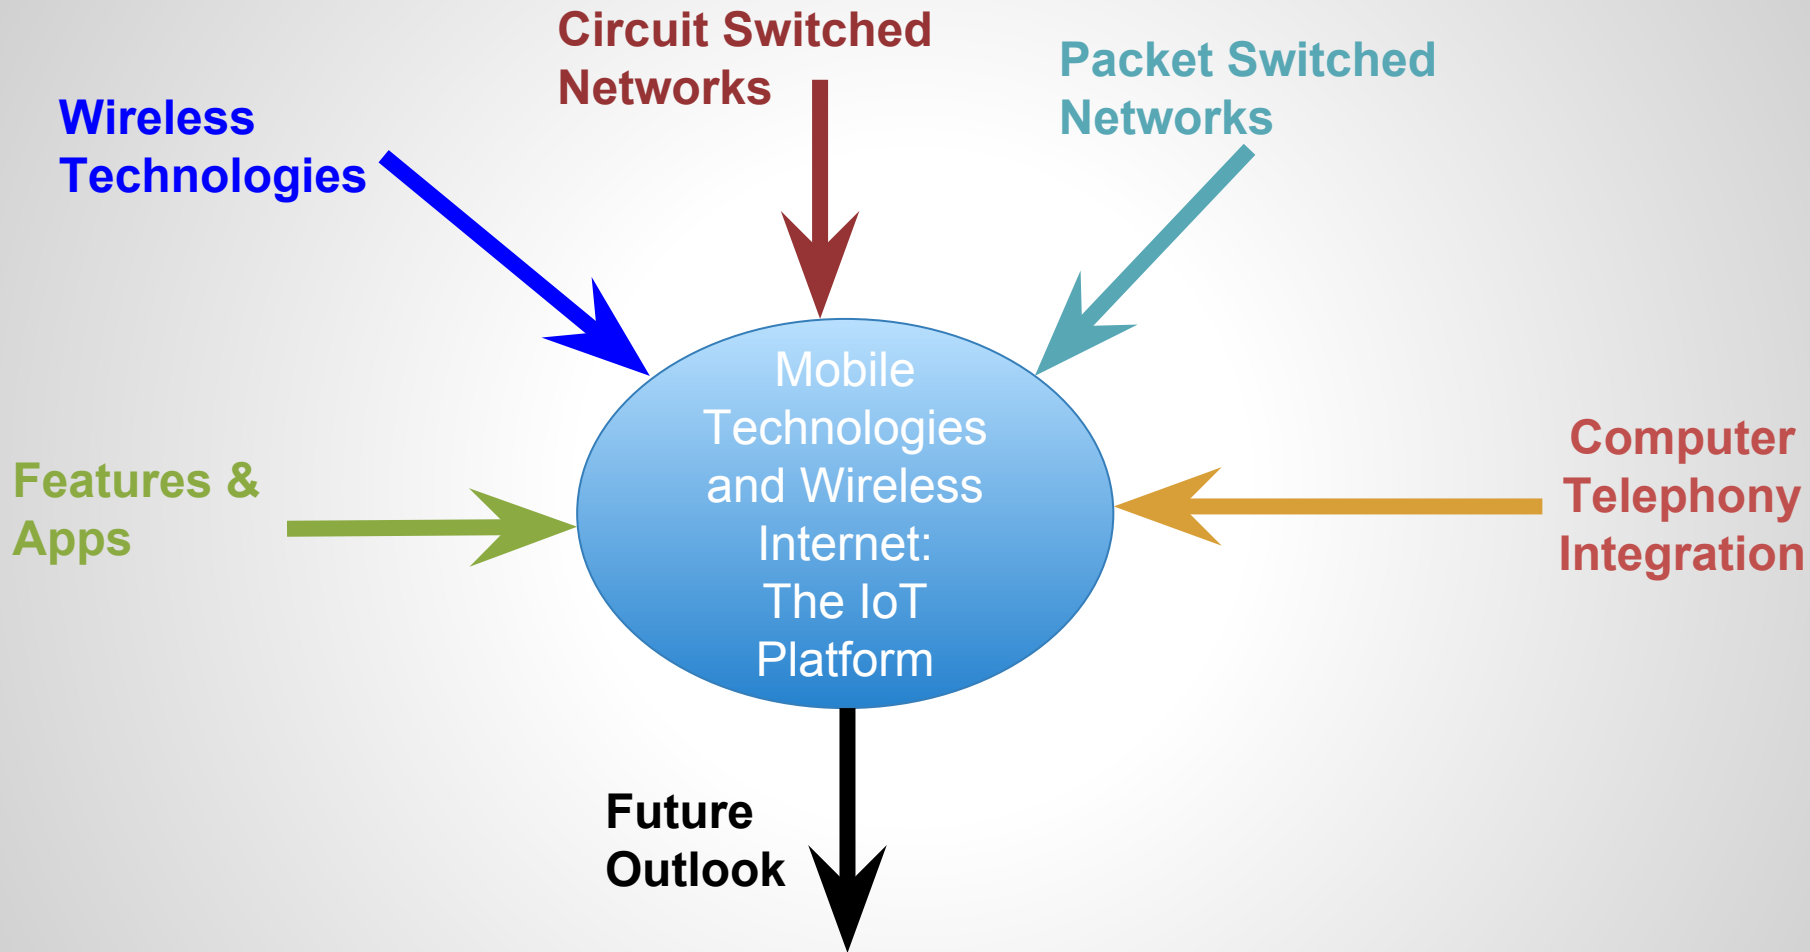 Circuit Switched
Networks
Packet Switched
Networks
Wireless
Technologies
Mobile
Technologies
and Wireless
Internet:
The IoT
Platform
Features &
Apps
Computer
Telephony
Integration
Future
Outlook